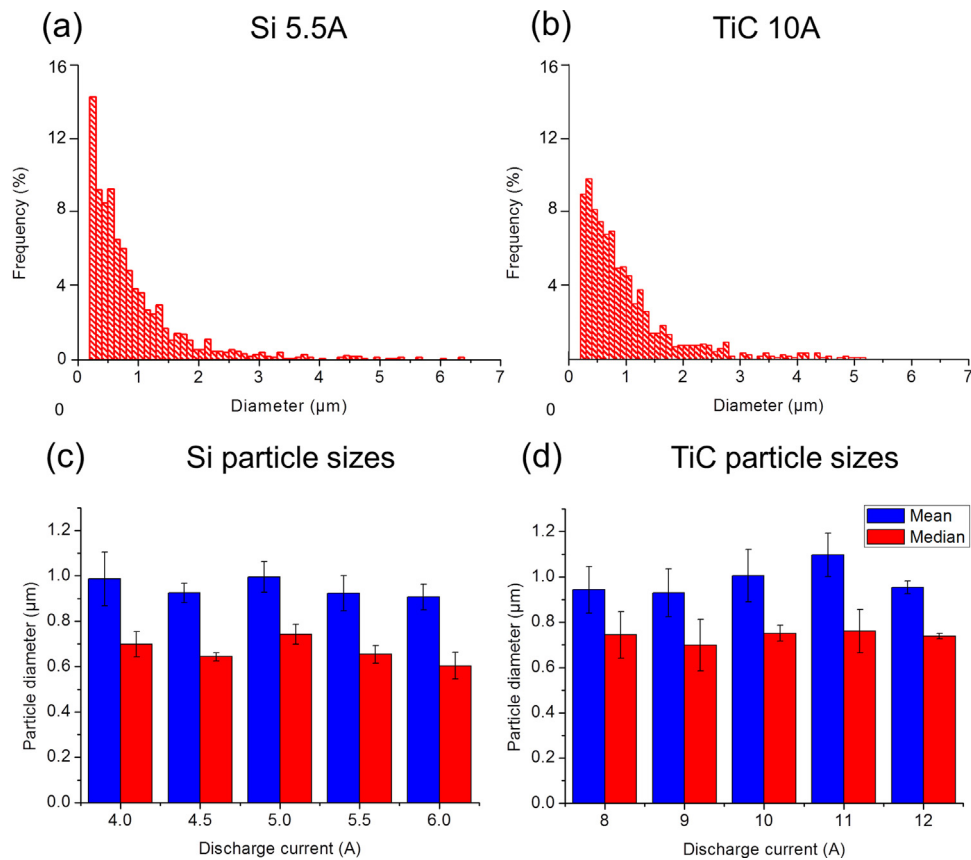 (a) Si 5.5A
16
12
8
4
0
Frequency (%)
0 1 2 3 4 5 6 7
0
Diameter (µm)
(b) TiC 10A
16
12
8
4
0
Frequency (%)
0 1 2 3 4 5 6 7
0
Diameter (µm)
(c) Si particle sizes
1.2
1.0
0.8
0.6
0.4
0.2
0.0
Particle diameter (µm)
4.0 4.5 5.0 5.5 6.0
Discharge current (A)
(d) TiC particle sizes
Mean
Median
1.2
1.0
0.8
0.6
0.4
0.2
0.0
Particle diameter (µm)
8 9 10 11 12
Discharge current (A)